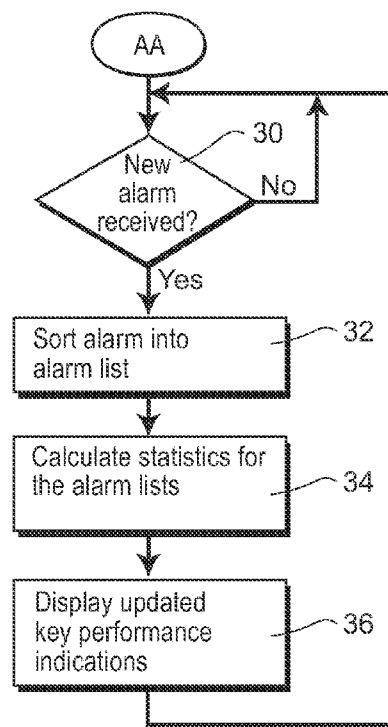 AA
30
New
alarm
received?
No
Yes
Sort alarm into
alarm list
32
Calculate statistics for
the alarm lists
34
Display updated
key performance
indications
36